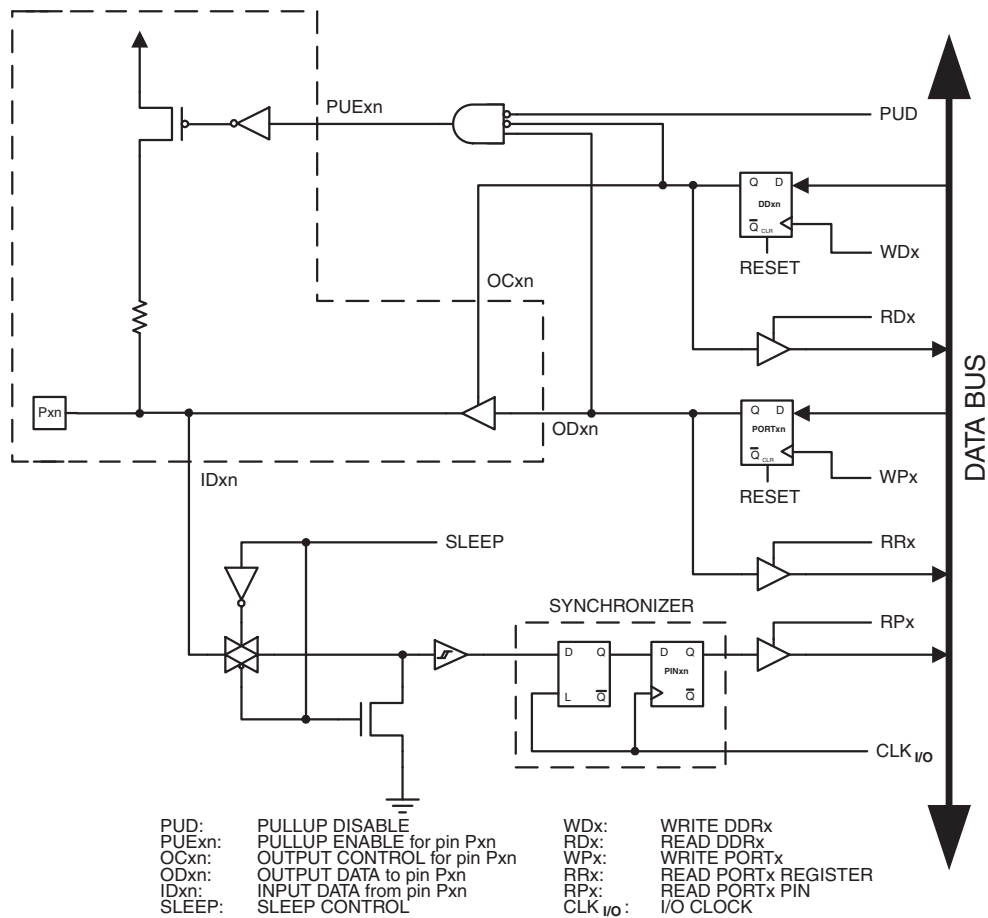 PUExn
PUD
Q D
DDxn
Q CLR
WDx
RESET
OCxn
RDx
Pxn
ODxn
Q D
PORTxn
Q CLR
WPx
RESET
IDxn
DATA BUS
SLEEP
RRx
SYNCHRONIZER
RPx
D Q
L Q
D Q
PINxn
Q
CLK I/O
PUD: PULLUP DISABLE
PUExn: PULLUP ENABLE for pin Pxn
OCxn: OUTPUT CONTROL for pin Pxn
ODxn: OUTPUT DATA to pin Pxn
IDxn: INPUT DATA from pin Pxn
SLEEP: SLEEP CONTROL
WDx: WRITE DDRx
RDx: READ DDRx
WPx: WRITE PORTx
RRx: READ PORTx REGISTER
RPx: READ PORTx PIN
CLK I/O: I/O CLOCK